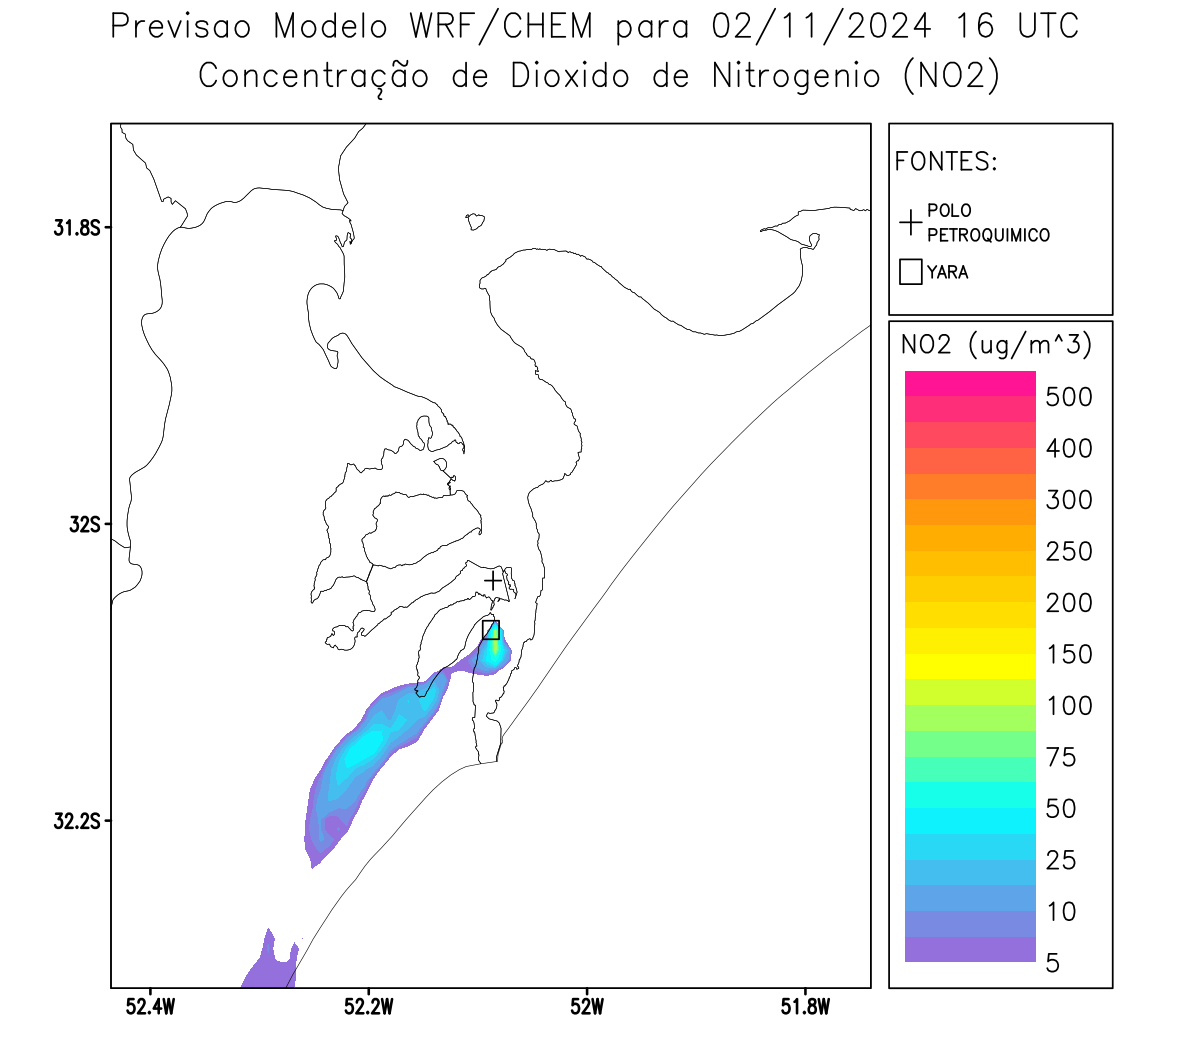 Previsao Modelo WRF/CHEM para 02/11/2024 16 UTC
Concentração de Dioxido de Nitrogenio (NO2)
FONTES:
POLO
PETROQUIMICO
YARA
NO2 (ug/m^3)
500
400
300
250
200
150
100
75
50
25
10
5
31.8S
32S
32.2S
52.4W
52.2W
52W
51.8W